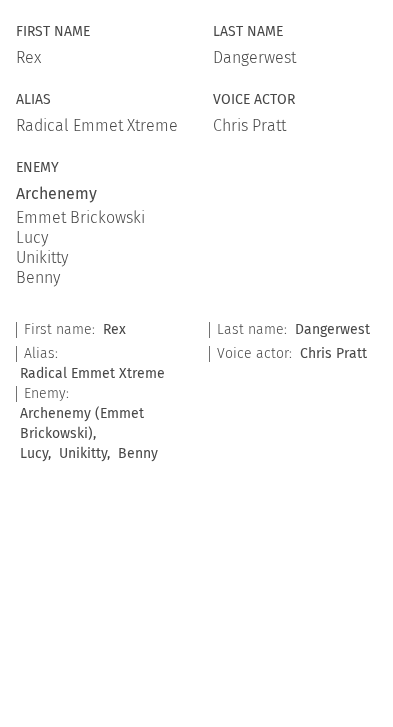 FIRST NAME
LAST NAME
Rex
Dangerwest
ALIAS
VOICE ACTOR
Radical Emmet Xtreme
Chris Pratt
ENEMY
Archenemy
Emmet Brickowski
Lucy
Unikitty
Benny
First name: Rex
Last name: Dangerwest
Alias:
Voice actor: Chris Pratt
Radical Emmet Xtreme
Enemy:
Archenemy (Emmet
Brickowski),
Lucy, Unikitty, Benny